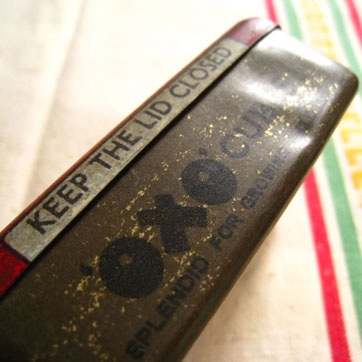 KEEP THE LID CLOSED
'OXO' CUBES
SPLENDID FOR GROWING